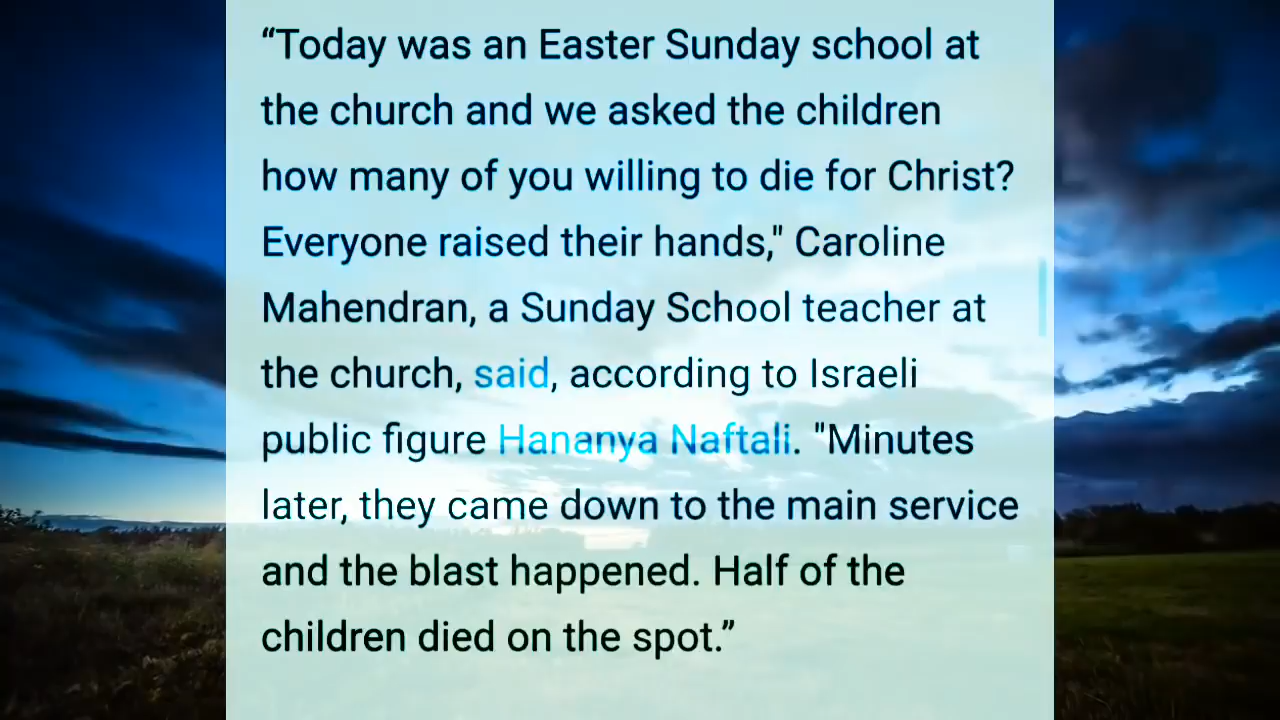 “Today was an Easter Sunday school at
the church and we asked the children
how many of you willing to die for Christ?
Everyone raised their hands," Caroline
Mahendran, a Sunday School teacher at
the church, said, according to Israeli
public figure Hananya Naftali. "Minutes
later, they came down to the main service
and the blast happened. Half of the
children died on the spot.”